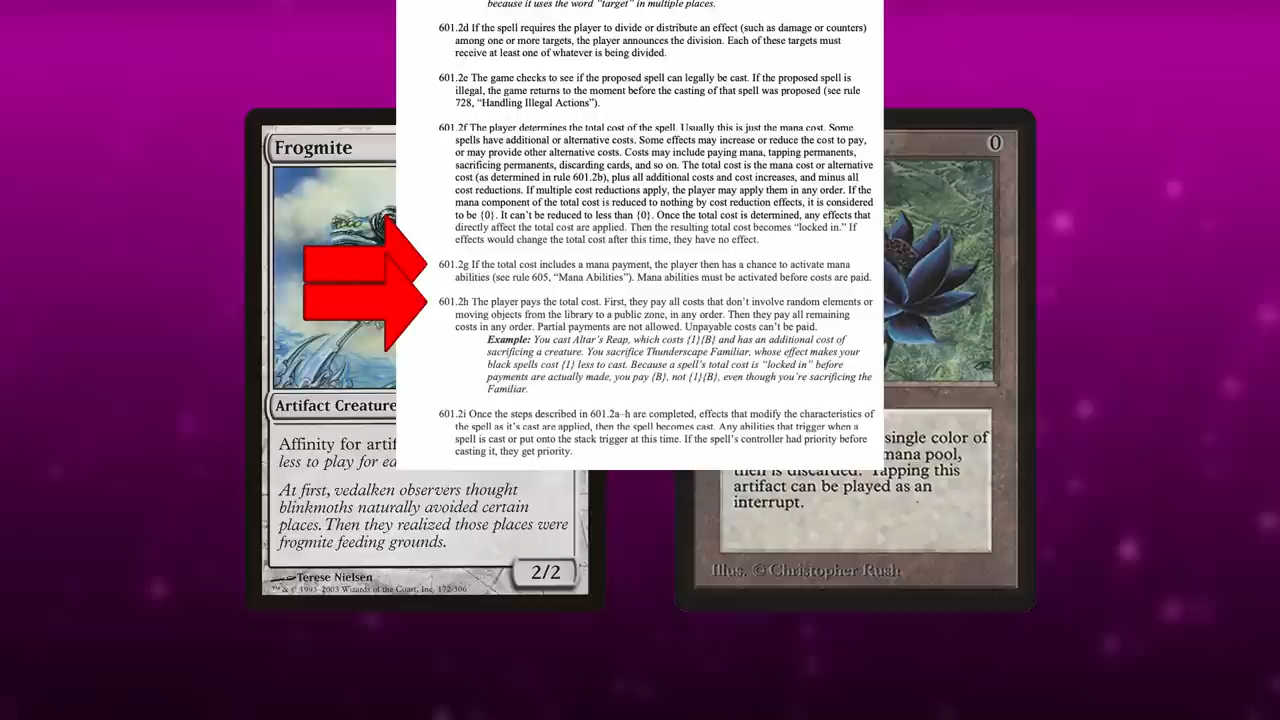 because it uses the word "target" in multiple places.
601.2d If the spell requires the player to divide or distribute an effect (such as damage or counters)
among one or more targets, the player announces the division. Each of these targets must
receive at least one of whatever is being divided.
601.2e The game checks to see if the proposed spell can legally be cast. If the proposed spell is
illegal, the game returns to the moment before the casting of that spell was proposed (see rule
728, “Handling Illegal Actions”).
601.2f The player determines the total cost of the spell. Usually this is just the mana cost. Some
spells have additional or alternative costs. Some effects may increase or reduce the cost to pay,
or may provide other alternative costs. Costs may include paying mana, tapping permanents,
sacrificing permanents, discarding cards, and so on. The total cost is the mana cost or alternative
cost (as determined in rule 601.2b), plus all additional costs and cost increases, and minus all
cost reductions. If multiple cost reductions apply, the player may apply them in any order. If the
mana component of the total cost is reduced to nothing by cost reduction effects, it is considered
to be {0}. It can’t be reduced to less than {0}. Once the total cost is determined, any effects that
directly affect the total cost are applied. Then the resulting total cost becomes “locked in.” If
effects would change the total cost after this time, they have no effect.
601.2g If the total cost includes a mana payment, the player then has a chance to activate mana
abilities (see rule 605, “Mana Abilities”). Mana abilities must be activated before costs are paid.
601.2h The player pays the total cost. First, they pay all costs that don’t involve random elements or
moving objects from the library to a public zone, in any order. Then they pay all remaining
costs in any order. Partial payments are not allowed. Unpayable costs can’t be paid.
Example: You cast Altar’s Reap, which costs {1}{B} and has an additional cost of
sacrificing a creature. You sacrifice Thunderscape Familiar, whose effect makes your
black spells cost {1} less to cast. Because a spell’s total cost is “locked in” before
payments are actually made, you pay {B}, not {1}{B}, even though you’re sacrificing the
Familiar.
601.2i Once the steps described in 601.2a–h are completed, effects that modify the characteristics of
the spell as it’s cast are applied, then the spell becomes cast. Any abilities that trigger when a
spell is cast or put onto the stack trigger at this time. If the spell’s controller had priority before
casting it, they get priority.
Frogmite
Artifact Creature
Affinity for
less to play for
At first, vedalken observers thought
blinkmoths naturally avoided certain
places. Then they realized those places were
frogmite feeding grounds.
2/2
Terese Nielsen
™ & © 1993–2003 Wizards of the Coast, Inc. 172/306
0
single color of
mana pool,
then is discarded. Tapping this
artifact can be played as an
interrupt.
Illus. © Christopher Rush